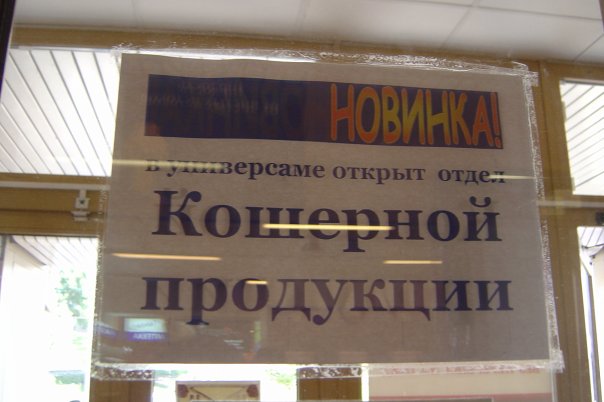 НОВИНКА!
в универсаме открыт отдел
Кошерной
продукции